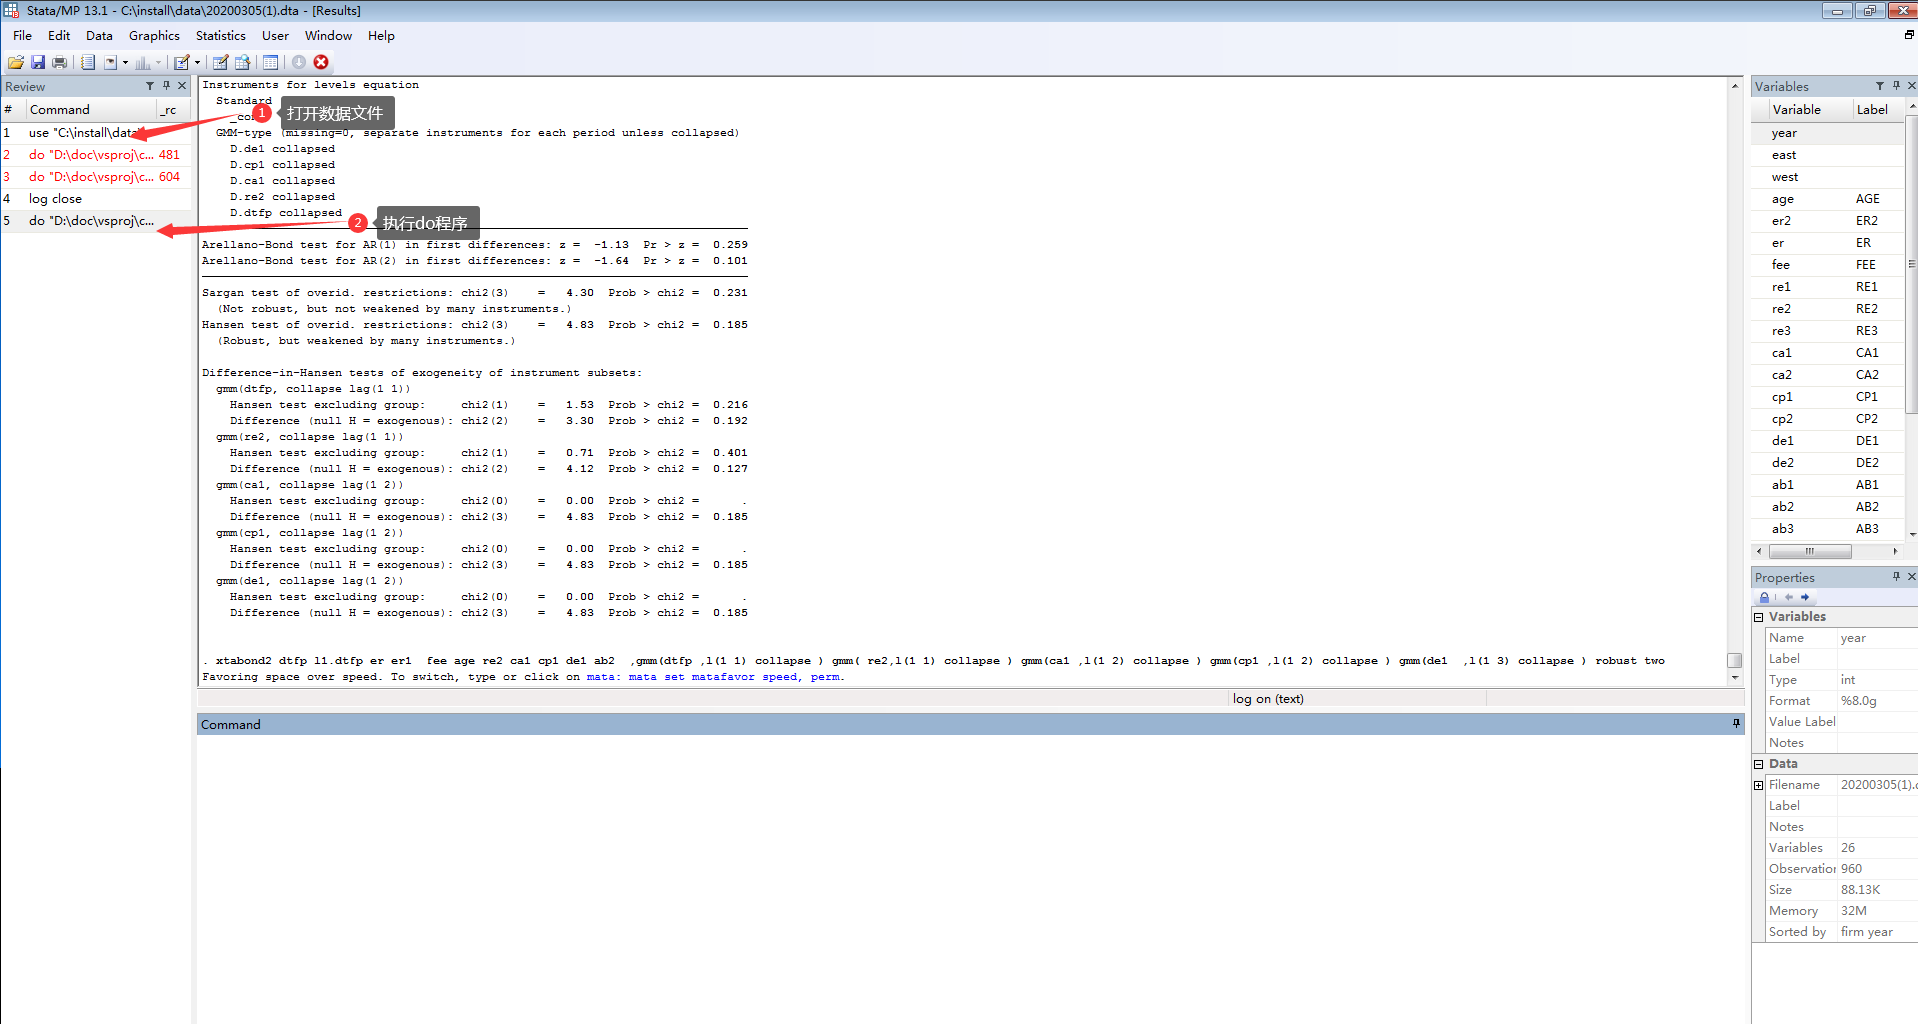 Stata/MP 13.1 - C:\install\data\20200305(1).dta - [Results]
File Edit Data Graphics Statistics User Window Help
Review
# Command _rc
1 use "C:\install\data\
2 do "D:\doc\vsproj\c... 481
3 do "D:\doc\vsproj\c... 604
4 log close
5 do "D:\doc\vsproj\c...
1 打开数据文件
2 执行do程序
Instruments for levels equation
Standard
_co
GMM-type (missing=0, separate instruments for each period unless collapsed)
D.de1 collapsed
D.cp1 collapsed
D.ca1 collapsed
D.re2 collapsed
D.dtfp collapsed
Arellano-Bond test for AR(1) in first differences: z = -1.13 Pr > z = 0.259
Arellano-Bond test for AR(2) in first differences: z = -1.64 Pr > z = 0.101
Sargan test of overid. restrictions: chi2(3) = 4.30 Prob > chi2 = 0.231
(Not robust, but not weakened by many instruments.)
Hansen test of overid. restrictions: chi2(3) = 4.83 Prob > chi2 = 0.185
(Robust, but weakened by many instruments.)
Difference-in-Hansen tests of exogeneity of instrument subsets:
gmm(dtfp, collapse lag(1 1))
Hansen test excluding group: chi2(1) = 1.53 Prob > chi2 = 0.216
Difference (null H = exogenous): chi2(2) = 3.30 Prob > chi2 = 0.192
gmm(re2, collapse lag(1 1))
Hansen test excluding group: chi2(1) = 0.71 Prob > chi2 = 0.401
Difference (null H = exogenous): chi2(2) = 4.12 Prob > chi2 = 0.127
gmm(ca1, collapse lag(1 2))
Hansen test excluding group: chi2(0) = 0.00 Prob > chi2 = .
Difference (null H = exogenous): chi2(3) = 4.83 Prob > chi2 = 0.185
gmm(cp1, collapse lag(1 2))
Hansen test excluding group: chi2(0) = 0.00 Prob > chi2 = .
Difference (null H = exogenous): chi2(3) = 4.83 Prob > chi2 = 0.185
gmm(de1, collapse lag(1 2))
Hansen test excluding group: chi2(0) = 0.00 Prob > chi2 = .
Difference (null H = exogenous): chi2(3) = 4.83 Prob > chi2 = 0.185
. xtabond2 dtfp l1.dtfp er er1 fee age re2 ca1 cp1 de1 ab2 ,gmm(dtfp ,l(1 1) collapse ) gmm( re2,l(1 1) collapse ) gmm(ca1 ,l(1 2) collapse ) gmm(cp1 ,l(1 2) collapse ) gmm(de1 ,l(1 3) collapse ) robust two
Favoring space over speed. To switch, type or click on mata: mata set matafavor speed, perm.
log on (text)
Command
Variables
Variable Label
year
east
west
age AGE
er2 ER2
er ER
fee FEE
re1 RE1
re2 RE2
re3 RE3
ca1 CA1
ca2 CA2
cp1 CP1
cp2 CP2
de1 DE1
de2 DE2
ab1 AB1
ab2 AB2
ab3 AB3
Properties
Variables
Name year
Label
Type int
Format %8.0g
Value Label
Notes
Data
Filename 20200305(1).
Label
Notes
Variables 26
Observation 960
Size 88.13K
Memory 32M
Sorted by firm year